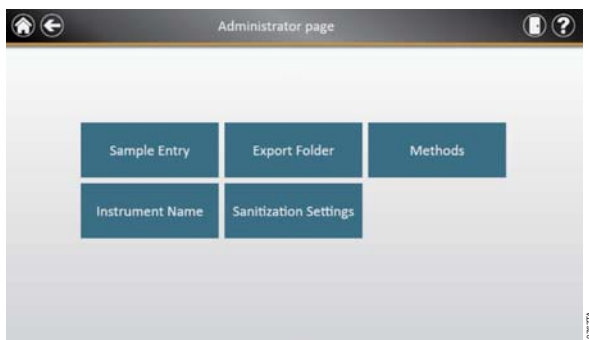 Administrator page
?
Sample Entry Export Folder Methods
Instrument Name Sanitization Settings